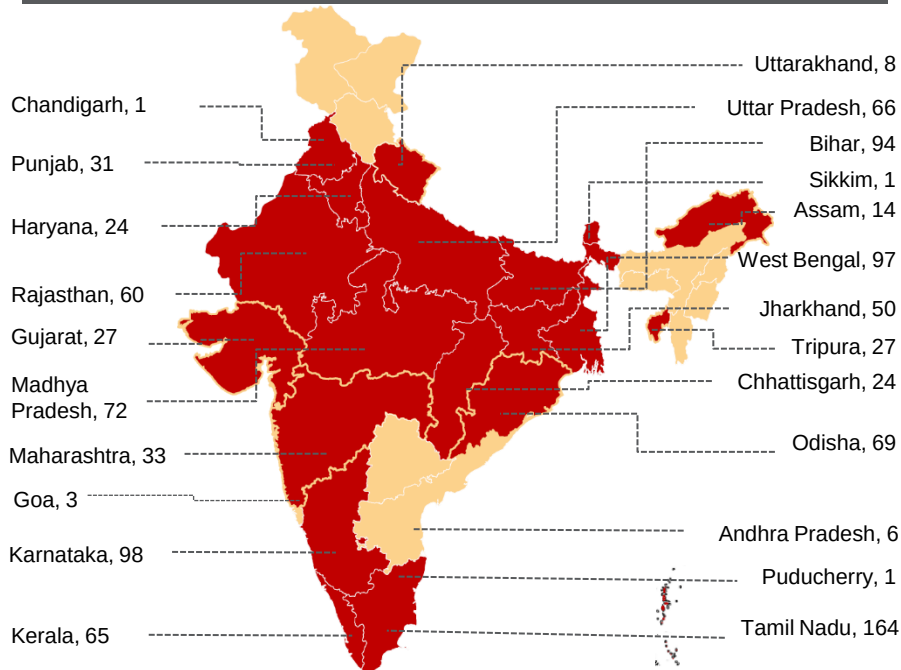 Chandigarh, 1
Punjab, 31
Haryana, 24
Rajasthan, 60
Gujarat, 27
Madhya
Pradesh, 72
Maharashtra, 33
Goa, 3
Karnataka, 98
Kerala, 65
Uttarakhand, 8
Uttar Pradesh, 66
Bihar, 94
Sikkim, 1
Assam, 14
West Bengal, 97
Jharkhand, 50
Tripura, 27
Chhattisgarh, 24
Odisha, 69
Andhra Pradesh, 6
Puducherry, 1
Tamil Nadu, 164